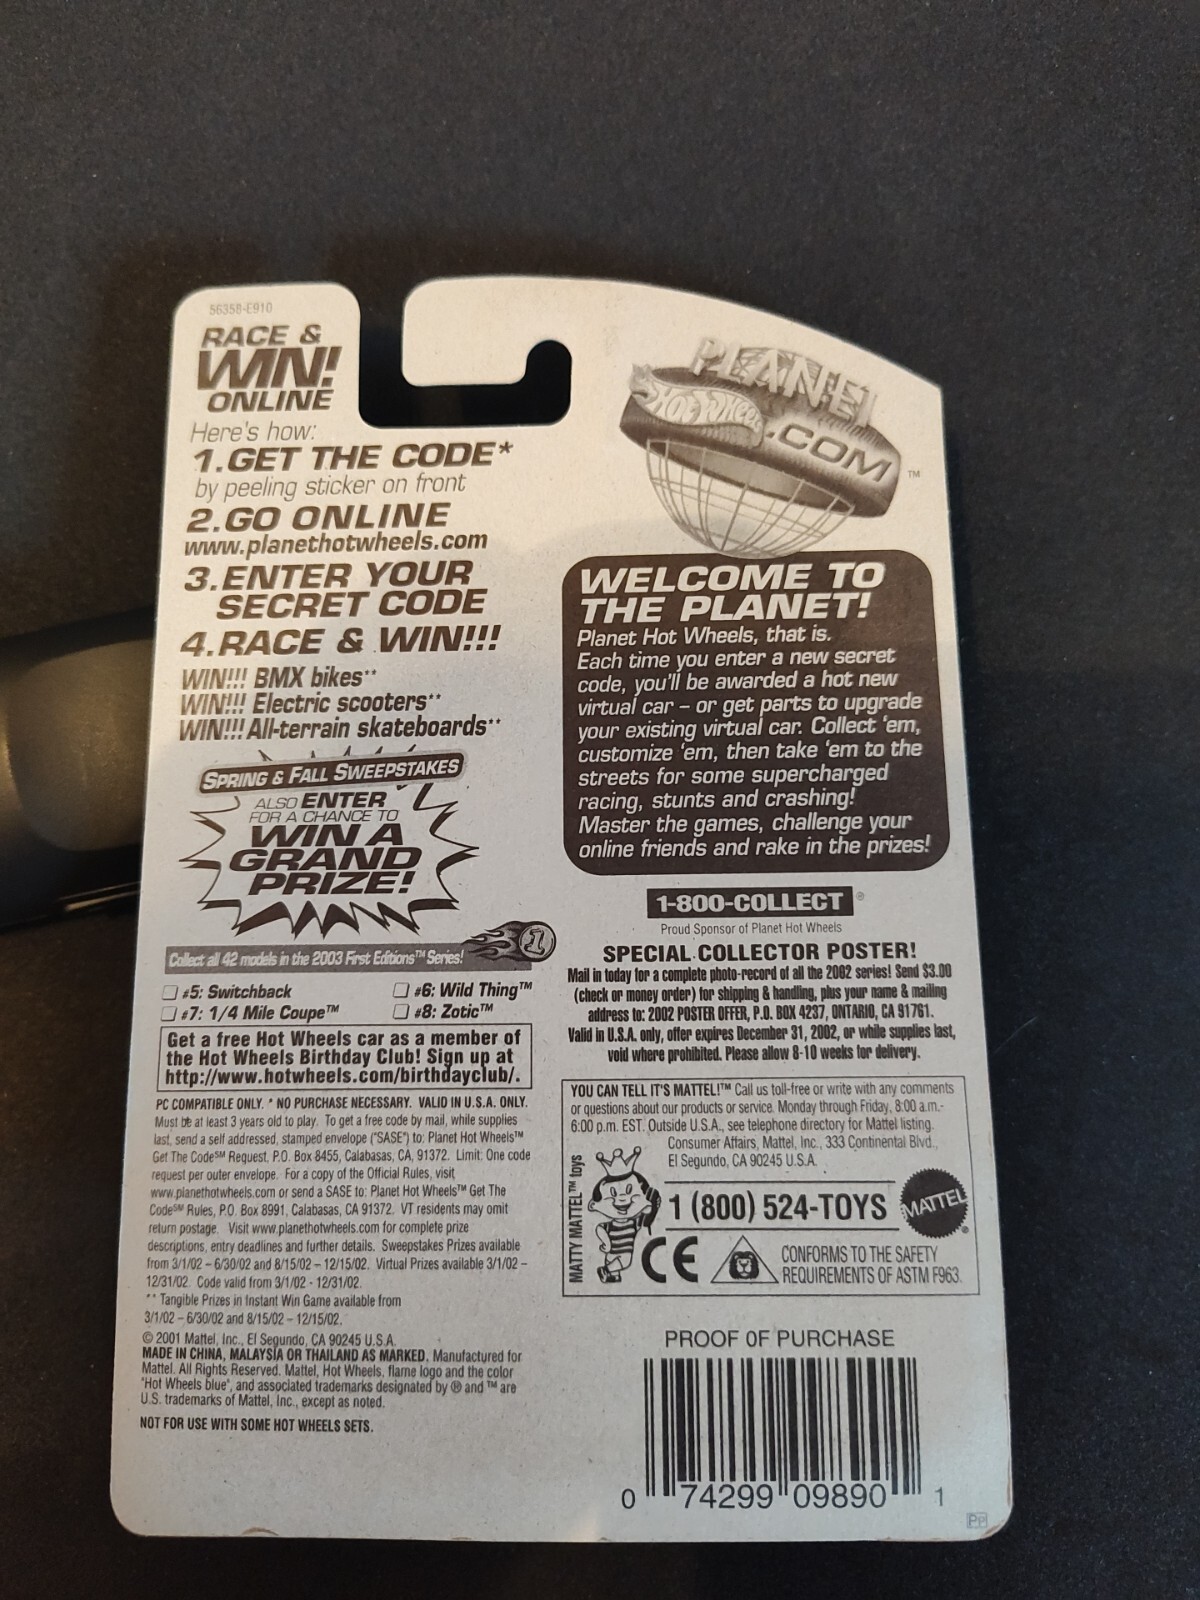 56358-E910
RACE &
WIN!
ONLINE
Here's how:
1.GET THE CODE*
by peeling sticker on front
2.GO ONLINE
www.planethotwheels.com
3.ENTER YOUR
SECRET CODE
4.RACE & WIN!!!
WIN!!! BMX bikes**
WIN!!! Electric scooters**
WIN!!! All-terrain skateboards**
SPRING & FALL SWEEPSTAKES
ALSO ENTER
FOR A CHANCE TO
WIN A
GRAND
PRIZE!
Collect all 42 models in the 2003 First Editions™ Series!
1
#5: Switchback
#6: Wild Thing™
#7: 1/4 Mile Coupe™
#8: Zotic™
Get a free Hot Wheels car as a member of
the Hot Wheels Birthday Club! Sign up at
http://www.hotwheels.com/birthdayclub/.
PC COMPATIBLE ONLY. * NO PURCHASE NECESSARY. VALID IN U.S.A. ONLY.
Must be at least 3 years old to play. To get a free code by mail, while supplies
last, send a self addressed, stamped envelope ("SASE") to: Planet Hot Wheels™
Get The Code℠ Request, P.O. Box 8455, Calabasas, CA, 91372. Limit: One code
request per outer envelope. For a copy of the Official Rules, visit
www.planethotwheels.com or send a SASE to: Planet Hot Wheels™ Get The
Code℠ Rules, P.O. Box 8991, Calabasas, CA 91372. VT residents may omit
return postage. Visit www.planethotwheels.com for complete prize
descriptions, entry deadlines and further details. Sweepstakes Prizes available
from 3/1/02 – 6/30/02 and 8/15/02 – 12/15/02. Virtual Prizes available 3/1/02 –
12/31/02. Code valid from 3/1/02 - 12/31/02.
** Tangible Prizes in Instant Win Game available from
3/1/02 – 6/30/02 and 8/15/02 – 12/15/02.
© 2001 Mattel, Inc., El Segundo, CA 90245 U.S.A.
MADE IN CHINA, MALAYSIA OR THAILAND AS MARKED. Manufactured for
Mattel. All Rights Reserved. Mattel, Hot Wheels, flame logo and the color
"Hot Wheels blue", and associated trademarks designated by ® and ™ are
U.S. trademarks of Mattel, Inc., except as noted.
NOT FOR USE WITH SOME HOT WHEELS SETS.
PLANET
Hot Wheels
.COM™
WELCOME TO
THE PLANET!
Planet Hot Wheels, that is.
Each time you enter a new secret
code, you'll be awarded a hot new
virtual car – or get parts to upgrade
your existing virtual car. Collect 'em,
customize 'em, then take 'em to the
streets for some supercharged
racing, stunts and crashing!
Master the games, challenge your
online friends and rake in the prizes!
1-800-COLLECT®
Proud Sponsor of Planet Hot Wheels
SPECIAL COLLECTOR POSTER!
Mail in today for a complete photo-record of all the 2002 series! Send $3.00
(check or money order) for shipping & handling, plus your name & mailing
address to: 2002 POSTER OFFER, P.O. BOX 4237, ONTARIO, CA 91761.
Valid in U.S.A. only, offer expires December 31, 2002, or while supplies last,
void where prohibited. Please allow 8-10 weeks for delivery.
YOU CAN TELL IT'S MATTEL!™ Call us toll-free or write with any comments
or questions about our products or service. Monday through Friday, 8:00 a.m.-
6:00 p.m. EST. Outside U.S.A., see telephone directory for Mattel listing.
Consumer Affairs, Mattel, Inc., 333 Continental Blvd.,
El Segundo, CA 90245 U.S.A.
MATTY MATTEL™ toys
1 (800) 524-TOYS
MATTEL®
CE
CONFORMS TO THE SAFETY
REQUIREMENTS OF ASTM F963.
PROOF OF PURCHASE
0 74299 09890 1
PP